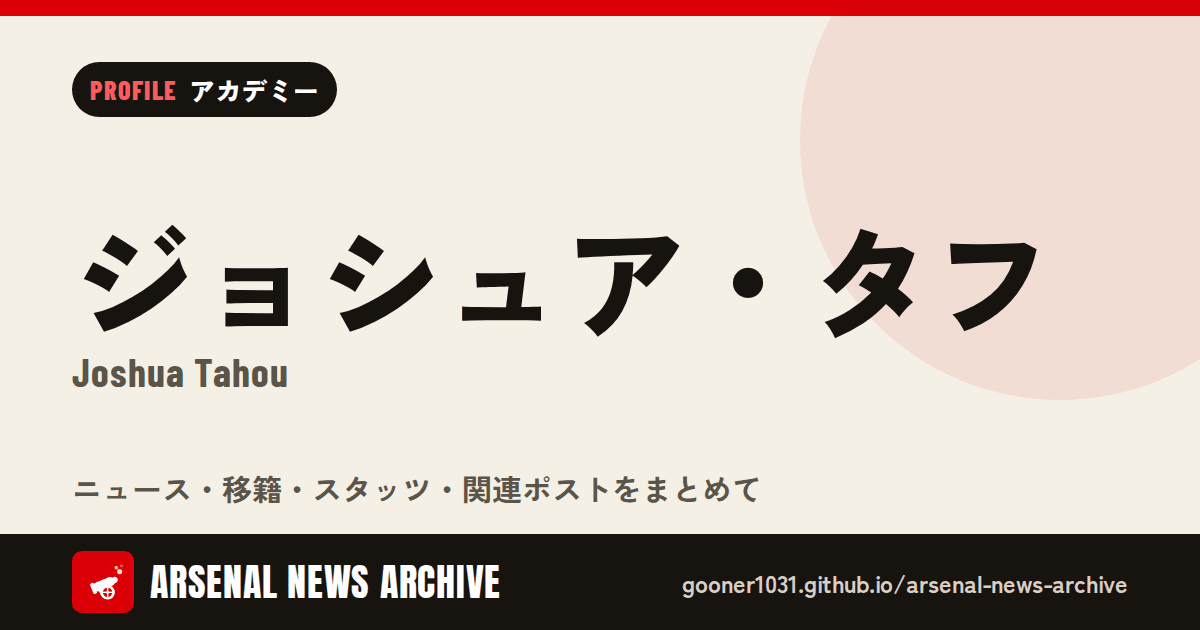 PROFILE アカデミー
ジョシュア・タフ
Joshua Tahou
ニュース・移籍・スタッツ・関連ポストをまとめて
ARSENAL NEWS ARCHIVE
gooner1031.github.io/arsenal-news-archive